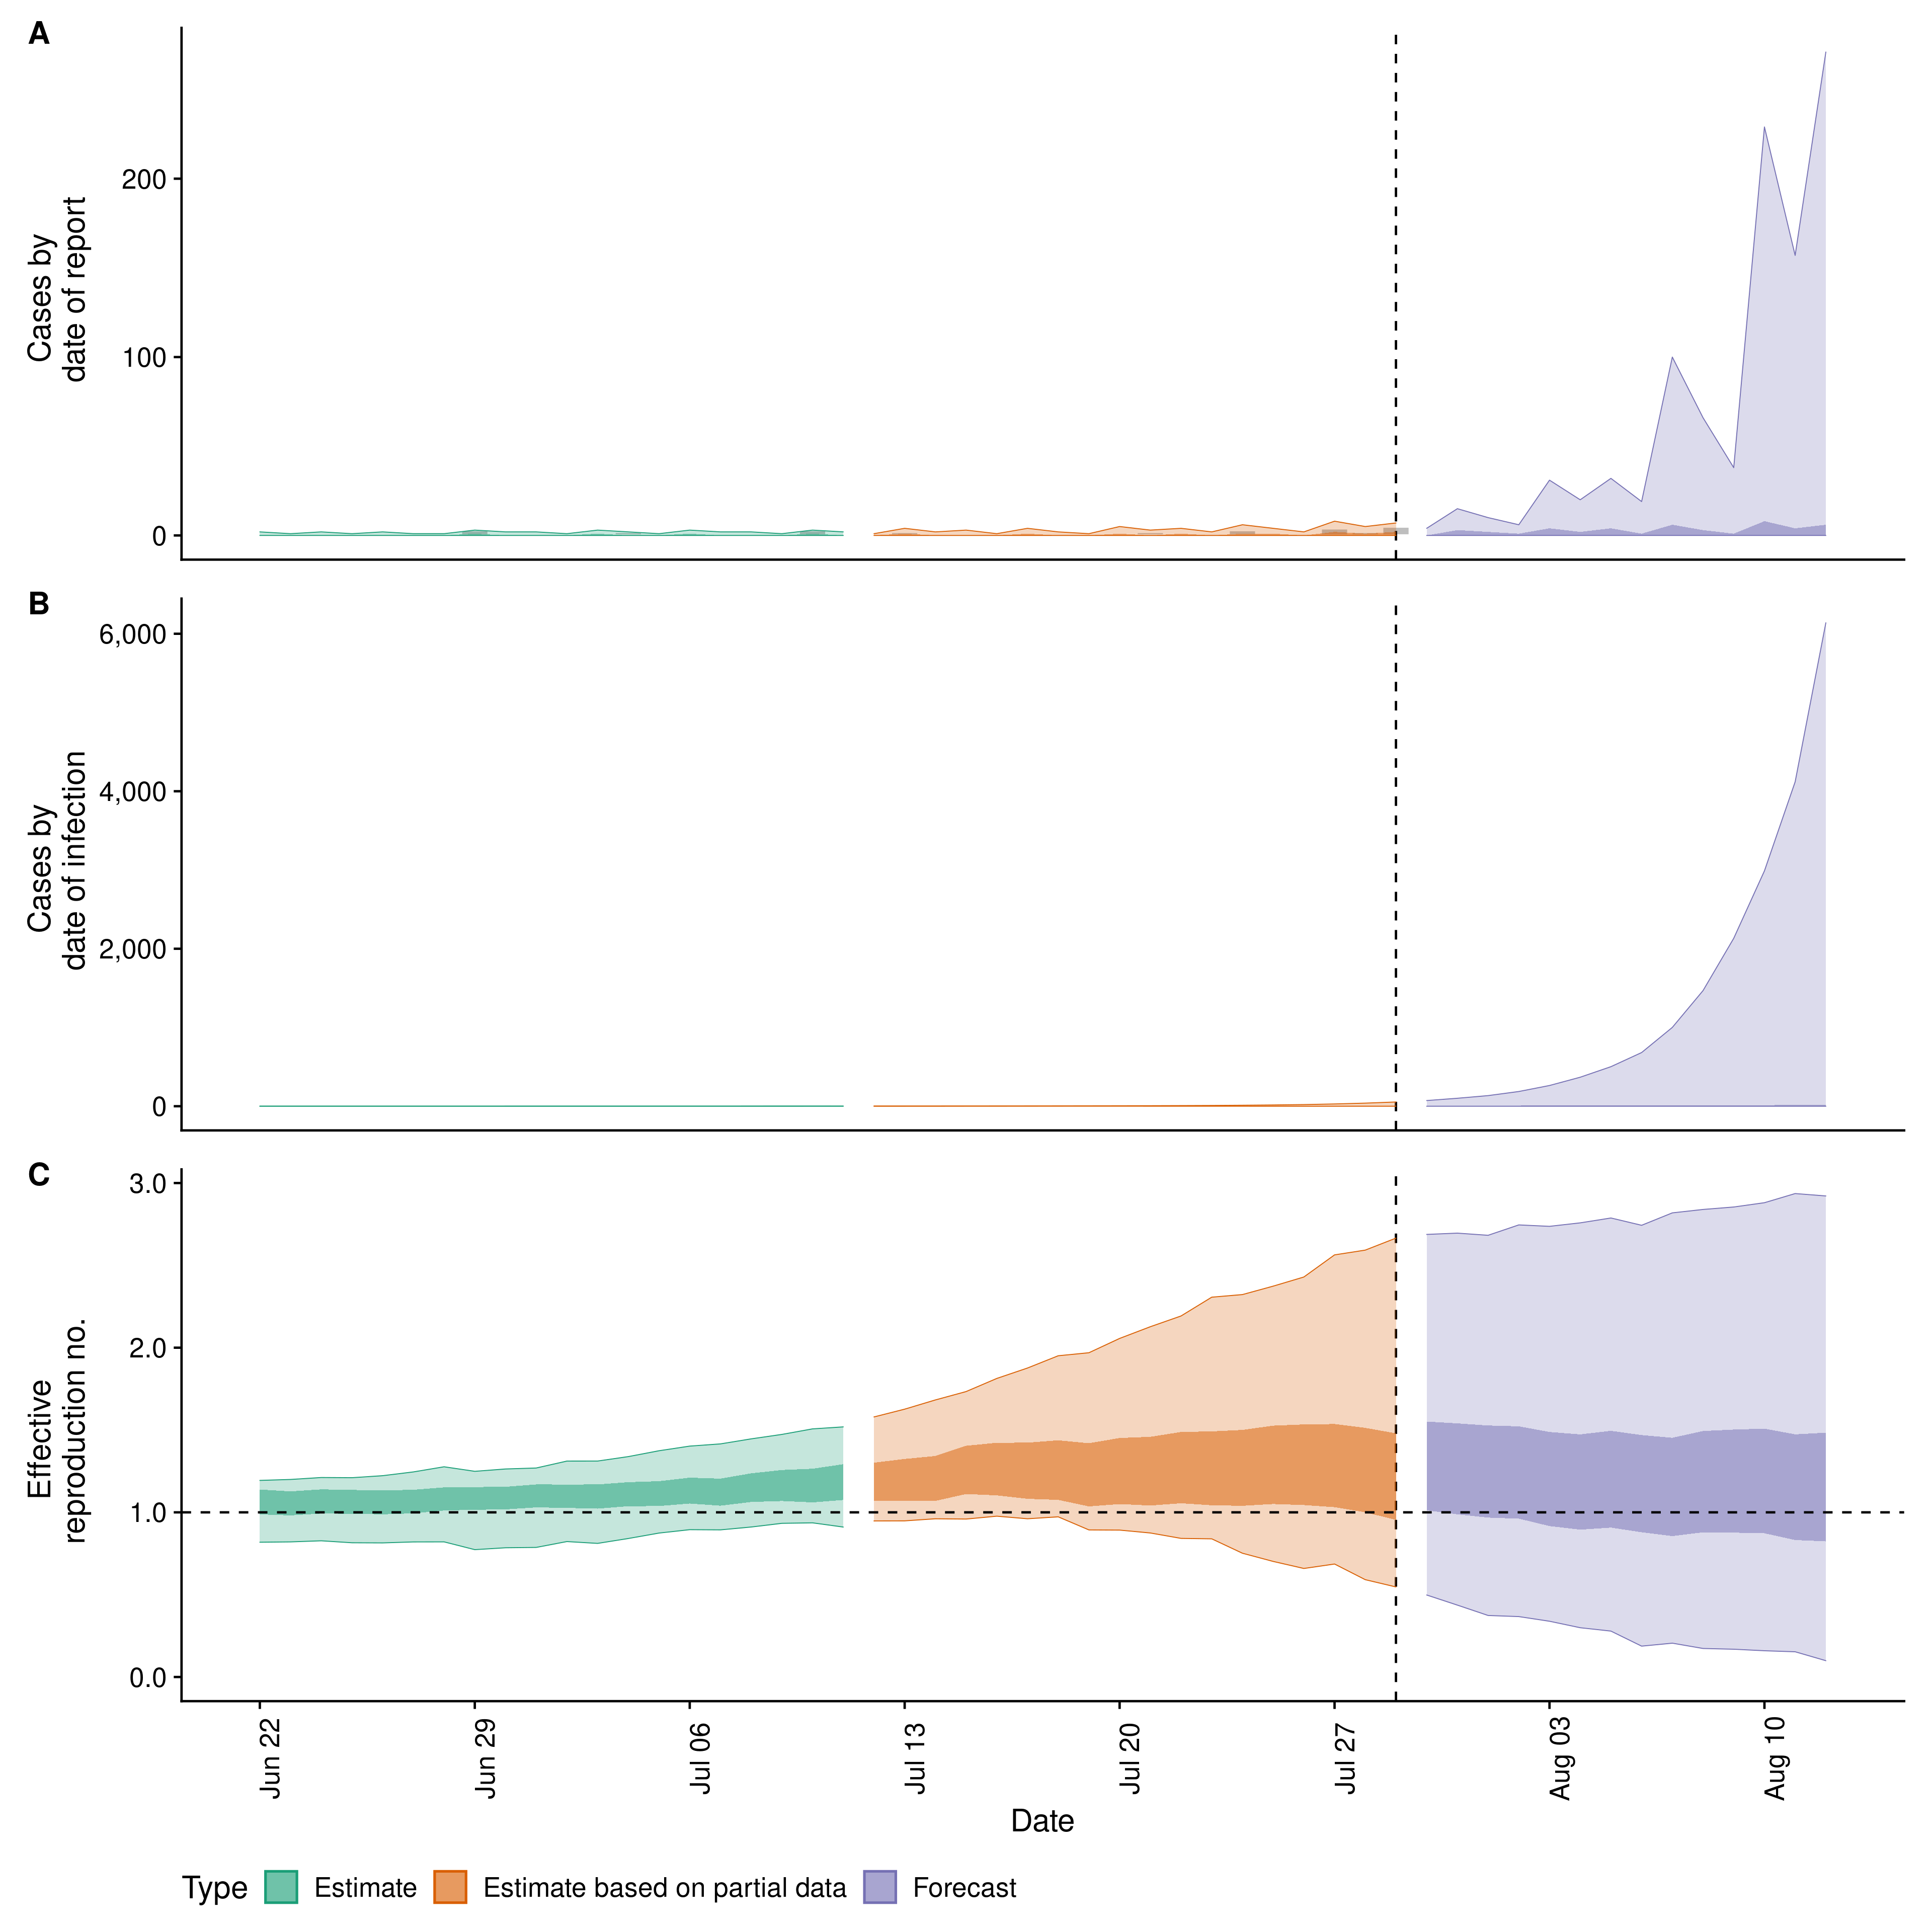 A
Cases by
date of report
200
100
0
B
Cases by
date of infection
6,000
4,000
2,000
0
C
Effective
reproduction no.
3.0
2.0
1.0
0.0
Jun 22
Jun 29
Jul 06
Jul 13
Jul 20
Jul 27
Aug 03
Aug 10
Date
Type
Estimate
Estimate based on partial data
Forecast